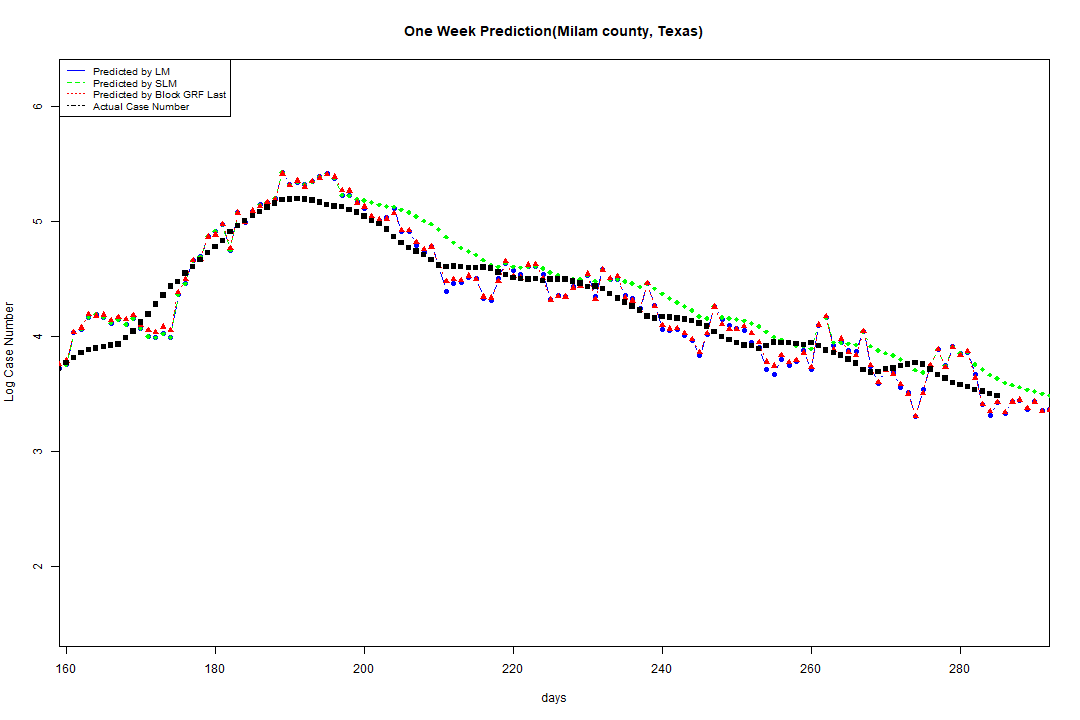 One Week Prediction(Milam county, Texas)
Predicted by LM
Predicted by SLM
Predicted by Block GRF Last
Actual Case Number
6
5
4
3
2
Log Case Number
160 180 200 220 240 260 280
days